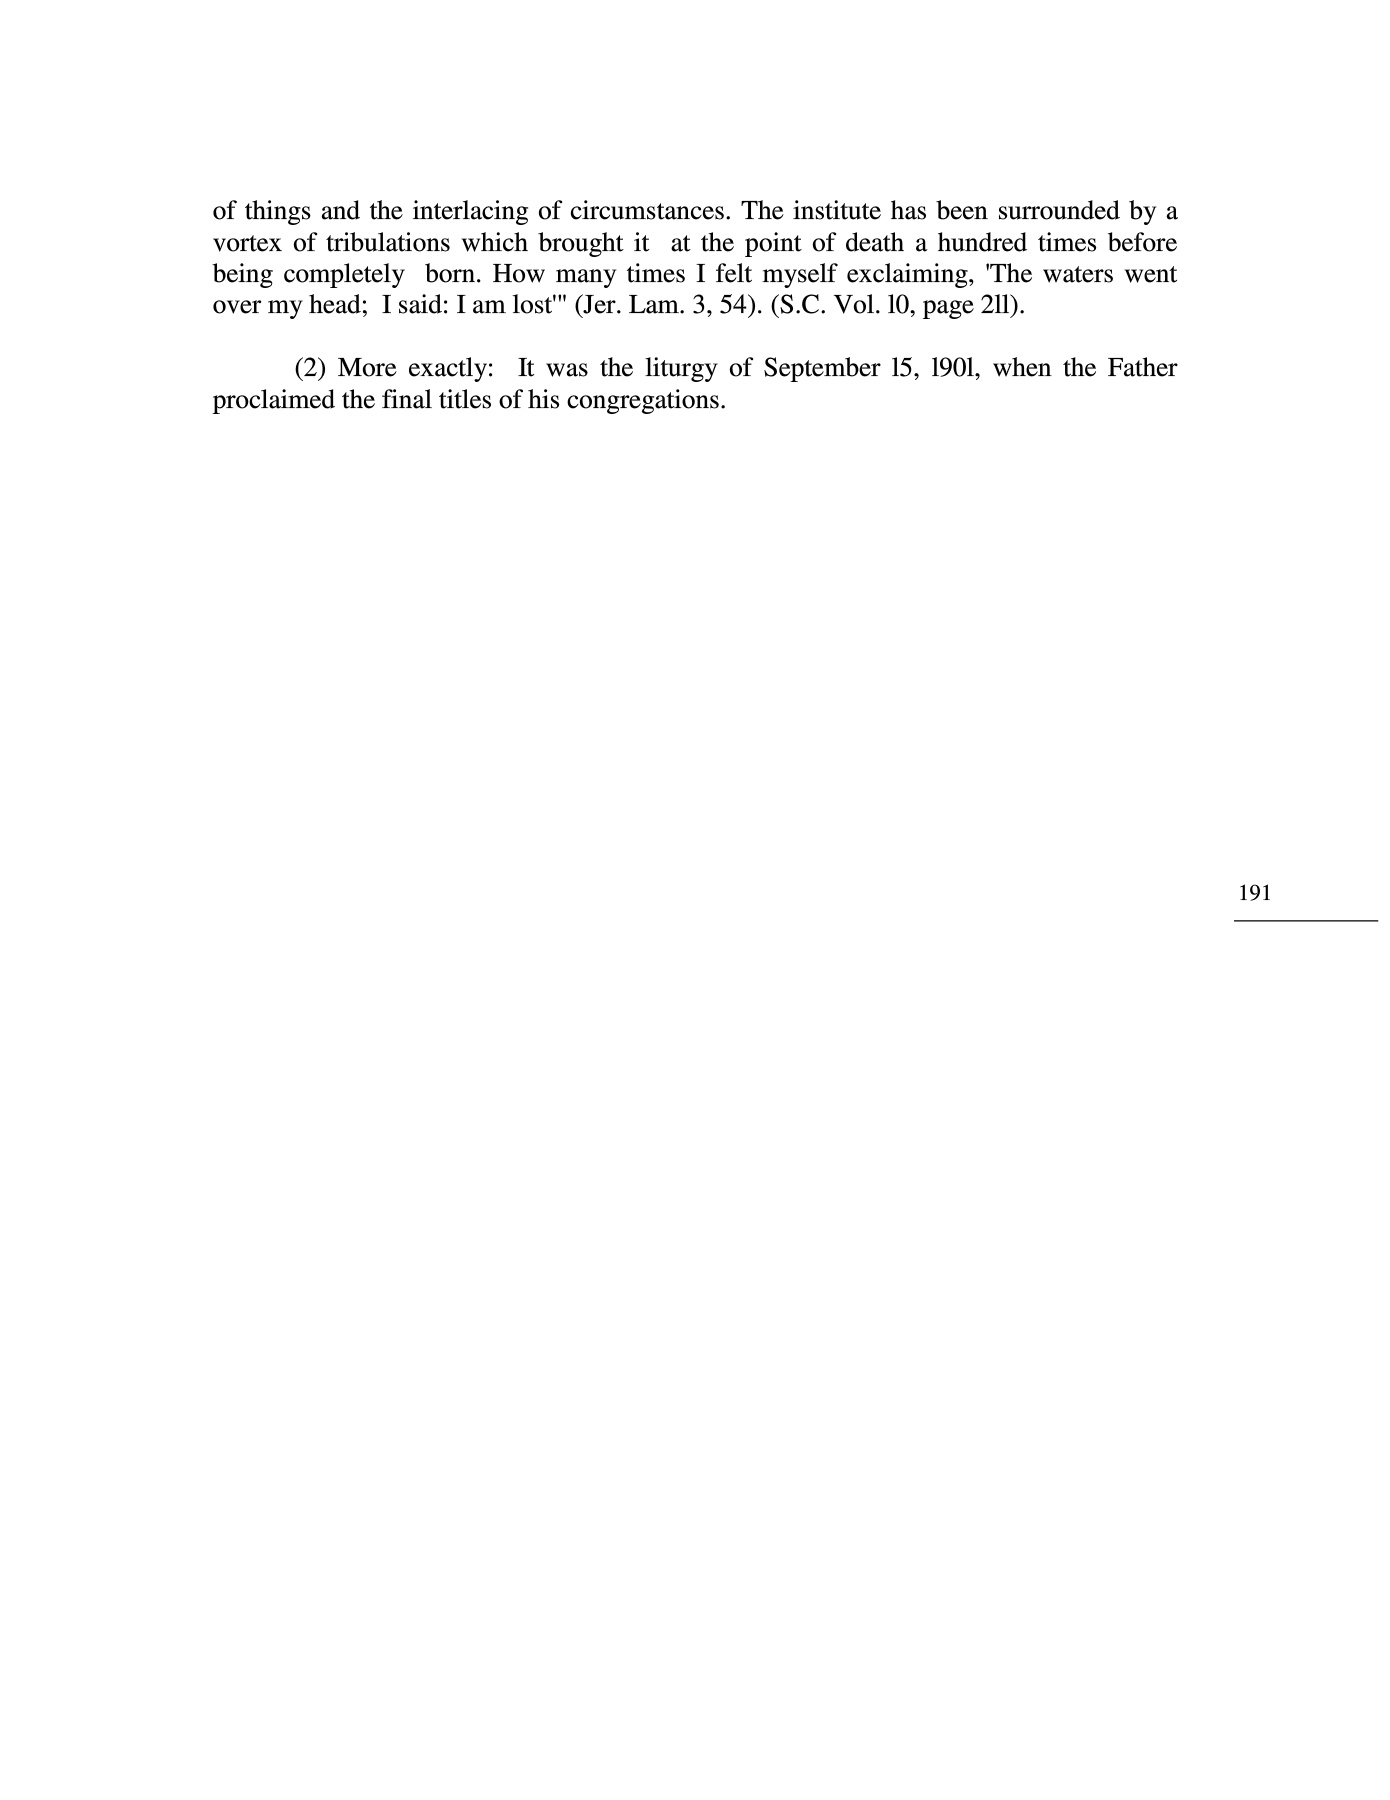 of things and the interlacing of circumstances. The institute has been surrounded by a
vortex of tribulations which brought it  at the point of death a hundred times before
being completely  born. How many times I felt myself exclaiming, 'The waters went
over my head;  I said: I am lost'" (Jer. Lam. 3, 54). (S.C. Vol. l0, page 2ll).
(2) More exactly:  It was the liturgy of September l5, l90l, when the Father
proclaimed the final titles of his congregations.
191